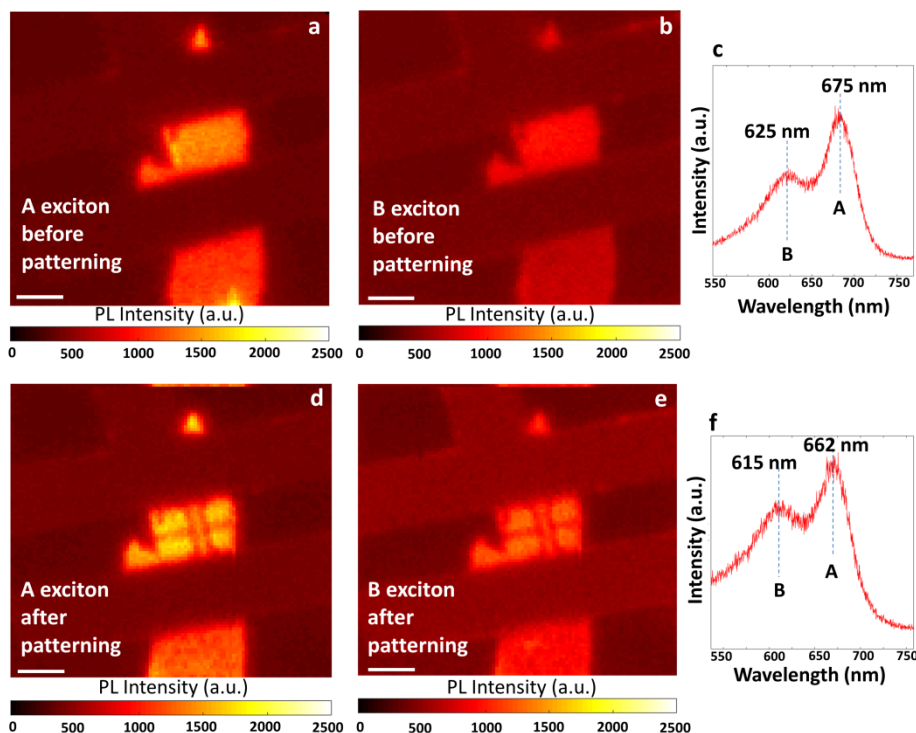 a
A exciton
before
patterning
PL Intensity (a.u.)
0 500 1000 1500 2000 2500
b
B exciton
before
patterning
PL Intensity (a.u.)
0 500 1000 1500 2000 2500
c
675 nm
625 nm
A
B
Intensity (a.u.)
550 600 650 700 750
Wavelength (nm)
d
A exciton
after
patterning
PL Intensity (a.u.)
0 500 1000 1500 2000 2500
e
B exciton
after
patterning
PL Intensity (a.u.)
0 500 1000 1500 2000 2500
f
662 nm
615 nm
A
B
Intensity (a.u.)
550 600 650 700 750
Wavelength (nm)